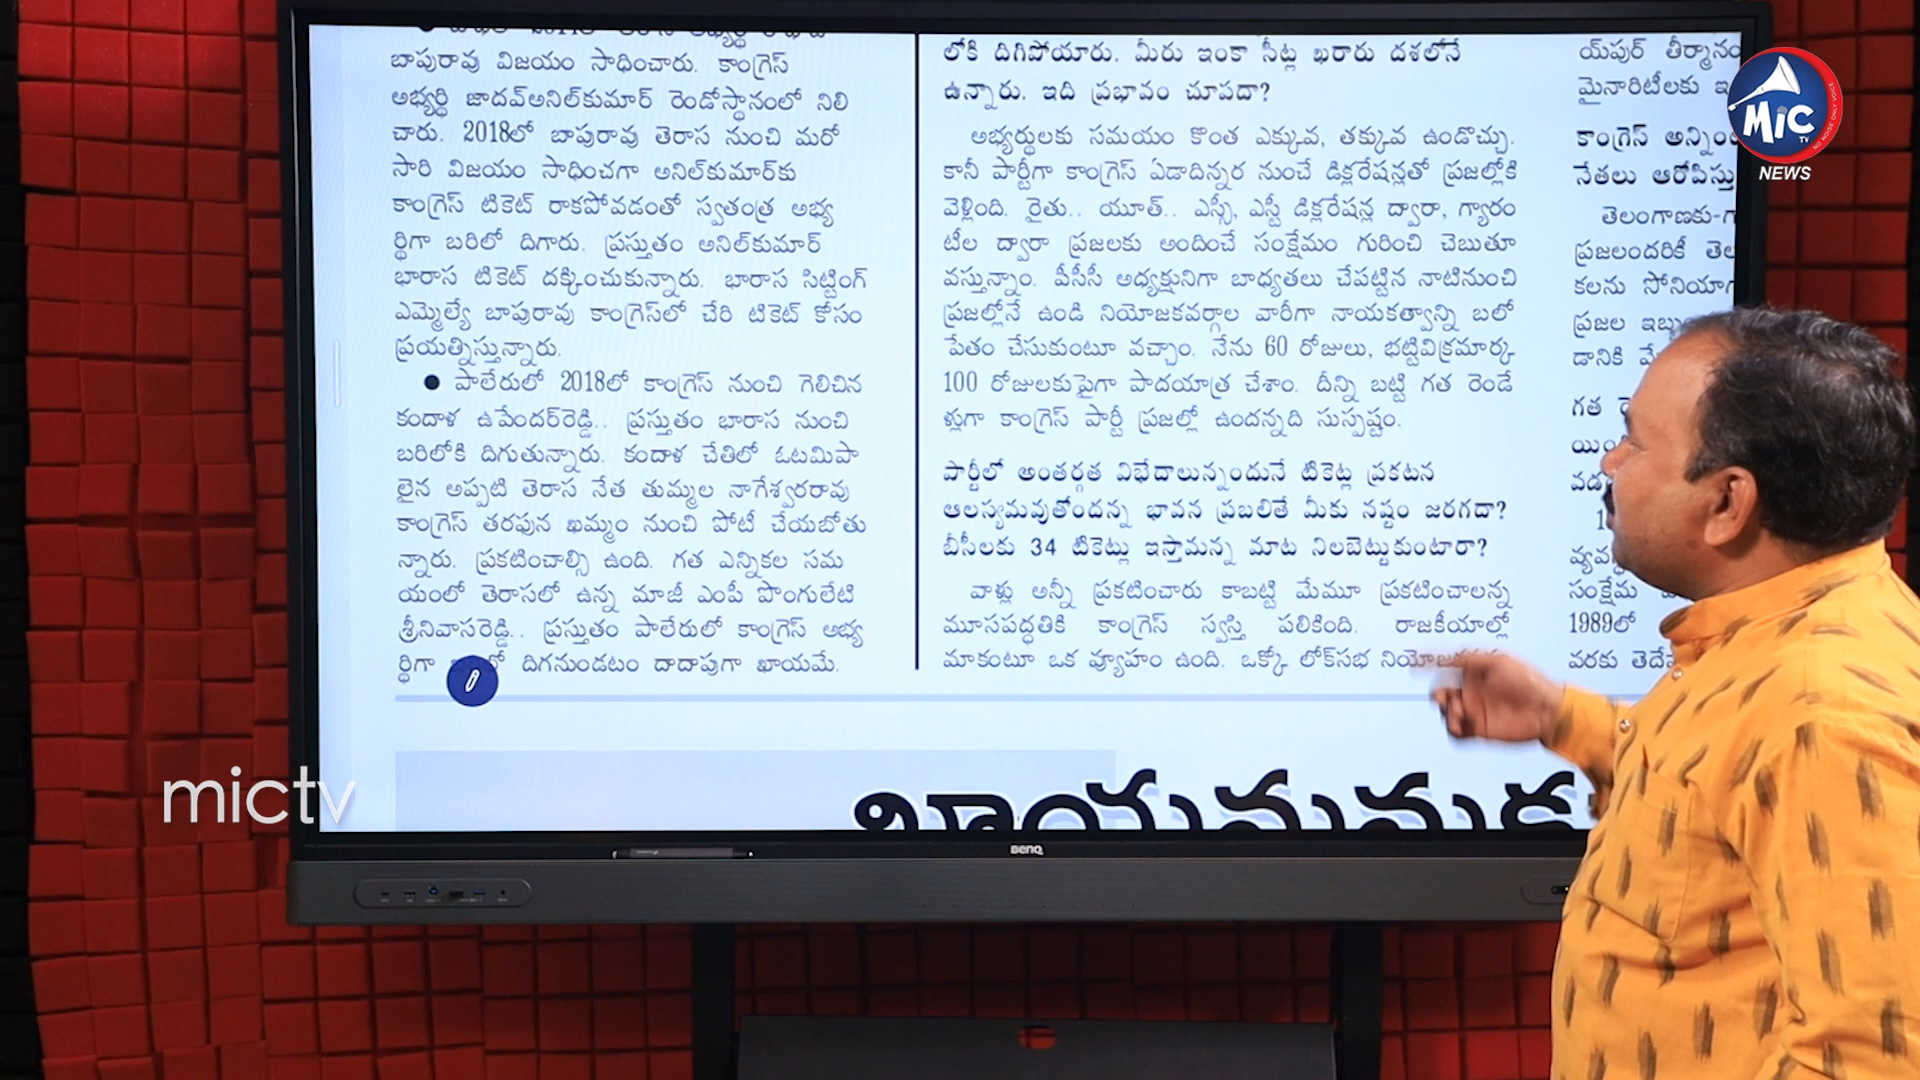 బాపురావు విజయం సాధించారు. కాంగ్రెస్
అభ్యర్థి జాదవ్అనిల్‌కుమార్ రెండోస్థానంలో నిలి
చారు. 2018లో బాపురావు తెరాస నుంచి మరో
సారి విజయం సాధించగా అనిల్‌కుమార్‌కు
కాంగ్రెస్ టికెట్ రాకపోవడంతో స్వతంత్ర అభ్య
ర్థిగా బరిలో దిగారు. ప్రస్తుతం అనిల్‌కుమార్
భారాస టికెట్ దక్కించుకున్నారు. భారాస సిట్టింగ్
ఎమ్మెల్యే బాపురావు కాంగ్రెస్‌లో చేరి టికెట్ కోసం
ప్రయత్నిస్తున్నారు.
● పాలేరులో 2018లో కాంగ్రెస్ నుంచి గెలిచిన
కందాళ ఉపేందర్‌రెడ్డి.. ప్రస్తుతం భారాస నుంచి
బరిలోకి దిగుతున్నారు. కందాళ చేతిలో ఓటమిపా
లైన అప్పటి తెరాస నేత తుమ్మల నాగేశ్వరరావు
కాంగ్రెస్ తరఫున ఖమ్మం నుంచి పోటీ చేయబోతు
న్నారు. ప్రకటించాల్సి ఉంది. గత ఎన్నికల సమ
యంలో తెరాసలో ఉన్న మాజీ ఎంపీ పొంగులేటి
శ్రీనివాసరెడ్డి.. ప్రస్తుతం పాలేరులో కాంగ్రెస్ అభ్య
ర్థిగా దిగనుండటం దాదాపుగా ఖాయమే.
లోకి దిగిపోయారు. మీరు ఇంకా సీట్ల ఖరారు దశలోనే
ఉన్నారు. ఇది ప్రభావం చూపదా?
అభ్యర్థులకు సమయం కొంత ఎక్కువ, తక్కువ ఉండొచ్చు.
కానీ పార్టీగా కాంగ్రెస్ ఏడాదిన్నర నుంచే డిక్లరేషన్లతో ప్రజల్లోకి
వెళ్లింది. రైతు.. యూత్.. ఎస్సీ, ఎస్టీ డిక్లరేషన్ల ద్వారా, గ్యారం
టీల ద్వారా ప్రజలకు అందించే సంక్షేమం గురించి చెబుతూ
వస్తున్నాం. పీసీసీ అధ్యక్షునిగా బాధ్యతలు చేపట్టిన నాటినుంచి
ప్రజల్లోనే ఉండి నియోజకవర్గాల వారీగా నాయకత్వాన్ని బలో
పేతం చేసుకుంటూ వచ్చాం. నేను 60 రోజులు, భట్టివిక్రమార్క
100 రోజులకుపైగా పాదయాత్ర చేశాం. దీన్ని బట్టి గత రెండే
ళ్లుగా కాంగ్రెస్ పార్టీ ప్రజల్లో ఉందన్నది సుస్పష్టం.
పార్టీలో అంతర్గత విభేదాలున్నందునే టికెట్ల ప్రకటన
ఆలస్యమవుతోందన్న భావన ప్రబలితే మీకు నష్టం జరగదా?
బీసీలకు 34 టికెట్లు ఇస్తామన్న మాట నిలబెట్టుకుంటారా?
వాళ్లు అన్నీ ప్రకటించారు కాబట్టి మేమూ ప్రకటించాలన్న
మూసపద్ధతికి కాంగ్రెస్ స్వస్తి పలికింది. రాజకీయాల్లో
మాకంటూ ఒక వ్యూహం ఉంది. ఒక్కో లోక్‌సభ
య్‌పుర్ తీర్మానం
మైనారిటీలకు
కాంగ్రెస్
నేతలు
తెలంగాణకు
ప్రజలందరికీ
కలను
ప్రజల
డానికి
గత
సంక్షేమ
1989లో
వరకు
MiC TV
NEWS
mictv
BenQ